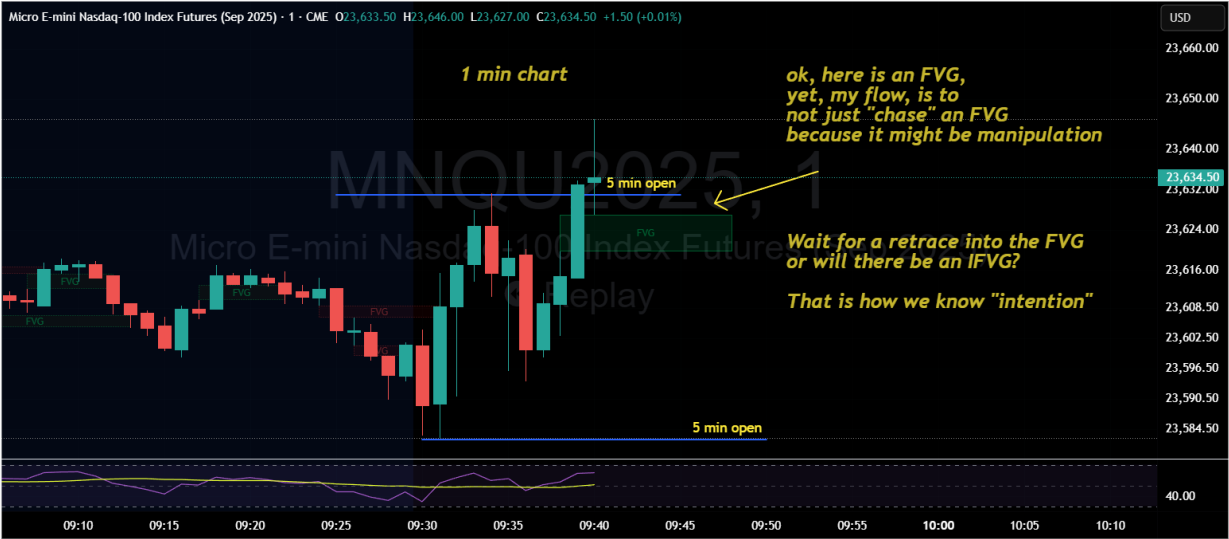 Micro E-mini Nasdaq-100 Index Futures (Sep 2025) · 1 · CME O23,633.50 H23,646.00 L23,627.00 C23,634.50 +1.50 (+0.01%)
USD
1 min chart
ok, here is an FVG,
yet, my flow, is to
not just "chase" an FVG
because it might be manipulation
MNQU2025, 1
Micro E-mini Nasdaq-100 Index Futures (Sep 2025)
Replay
5 min open
FVG
Wait for a retrace into the FVG
or will there be an IFVG?
That is how we know "intention"
FVG
FVG
FVG
FVG
FVG
5 min open
23,660.00
23,650.00
23,640.00
23,634.50
23,632.00
23,624.00
23,616.00
23,608.50
23,602.50
23,596.50
23,590.50
23,584.50
40.00
09:10
09:15
09:20
09:25
09:30
09:35
09:40
09:45
09:50
09:55
10:00
10:05
10:10